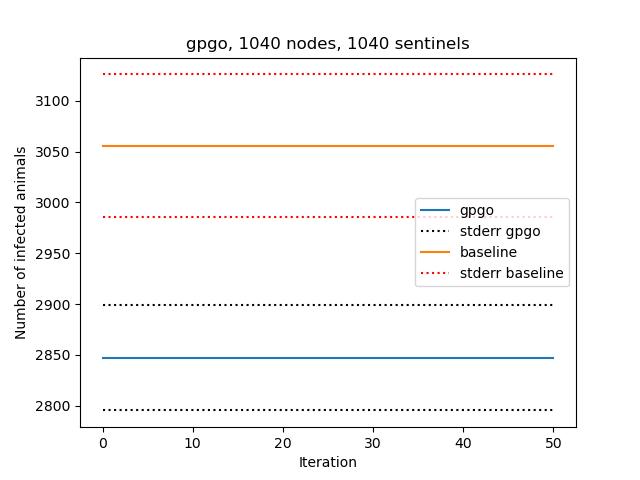 gpgo, 1040 nodes, 1040 sentinels
Number of infected animals
3100
3050
3000
2950
2900
2850
2800
gpgo
stderr gpgo
baseline
stderr baseline
0 10 20 30 40 50
Iteration